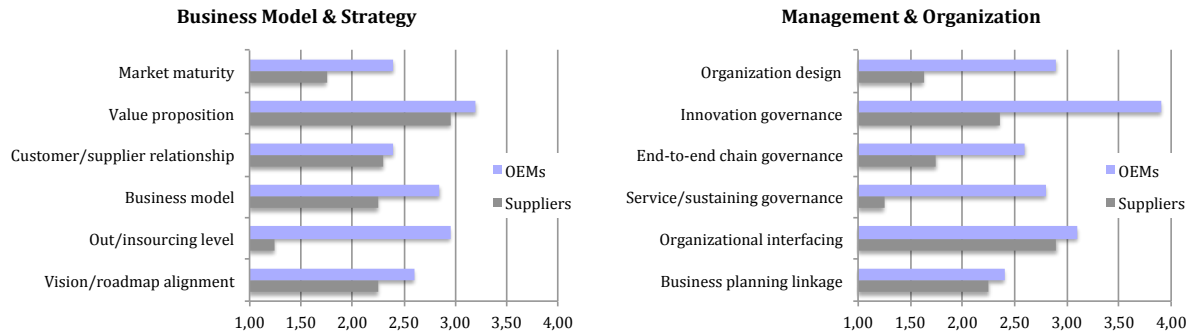 Business Model & Strategy
Market maturity
Value proposition
Customer/supplier relationship
Business model
Out/insourcing level
Vision/roadmap alignment
OEMs
Suppliers
1,00 1,50 2,00 2,50 3,00 3,50 4,00
Management & Organization
Organization design
Innovation governance
End-to-end chain governance
Service/sustaining governance
Organizational interfacing
Business planning linkage
OEMs
Suppliers
1,00 1,50 2,00 2,50 3,00 3,50 4,00